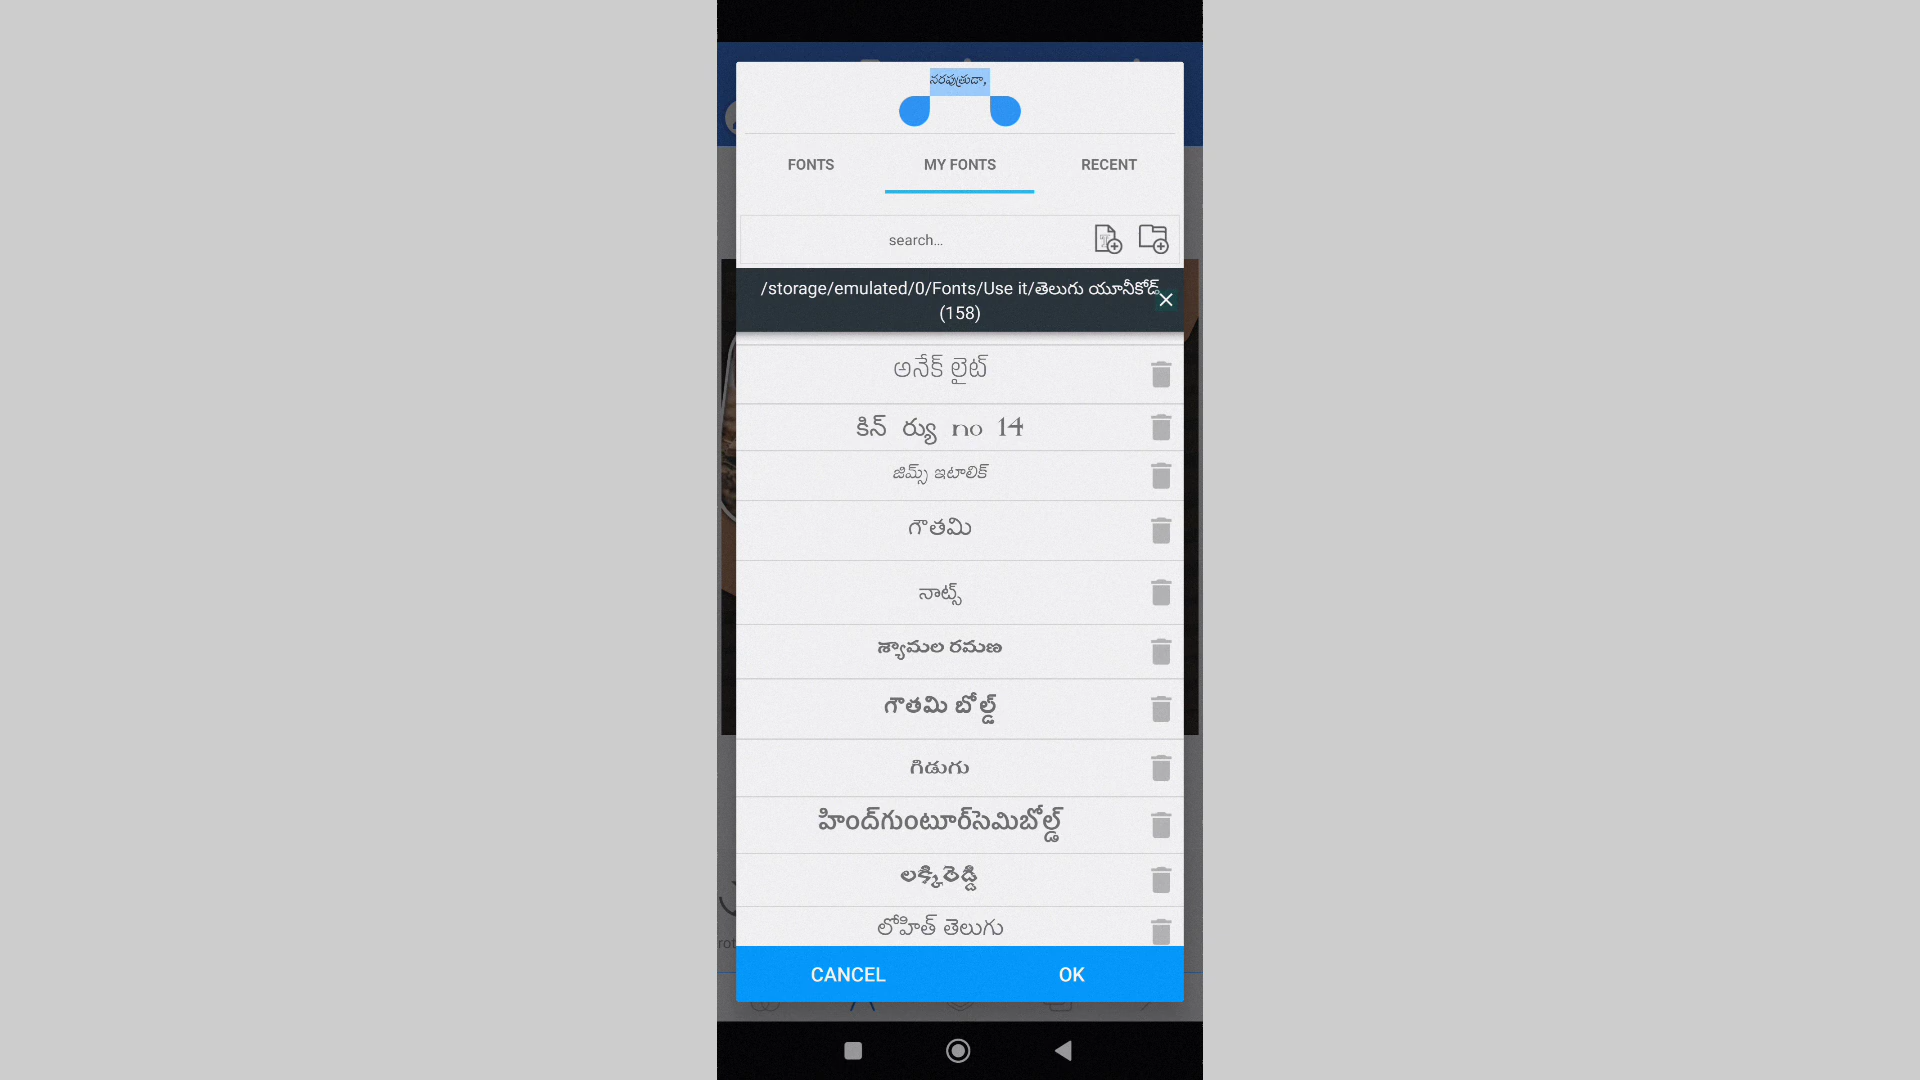 నరపుత్రుడా,
FONTS MY FONTS RECENT
search...
/storage/emulated/0/Fonts/Use it/తెలుగు యూనీకోడ్
(158)
అనేక్ లైట్
కిన్ ర్యు no 14
జిమ్స్ ఇటాలిక్
గౌతమి
నాట్స్
శ్యామల రమణ
గౌతమి బోల్డ్
గిడుగు
హింద్‌గుంటూర్‌సెమిబోల్డ్
లక్కిరెడ్డి
లోహిత్ తెలుగు
CANCEL OK